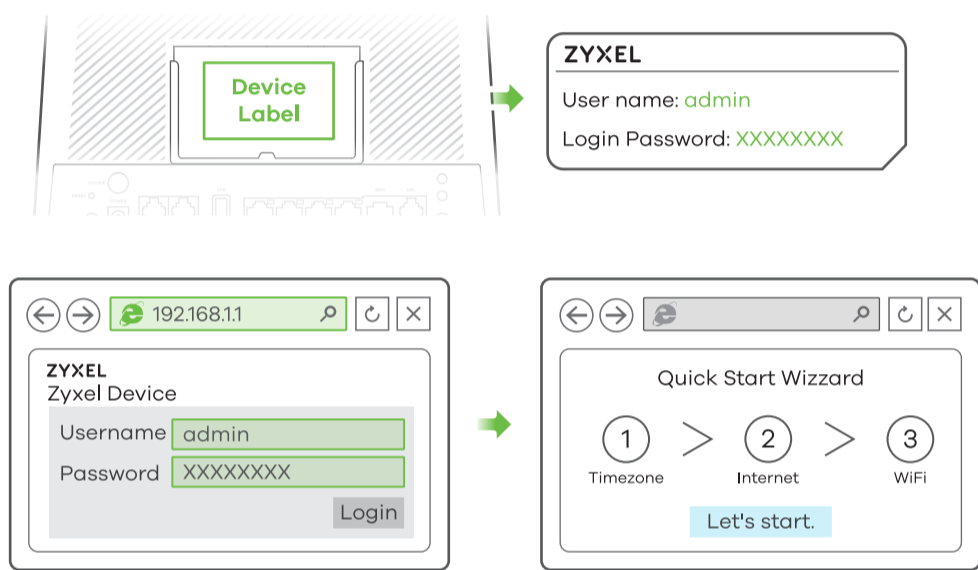 Device
Label
ZYXEL
User name: admin
Login Password: XXXXXXXX
192.168.1.1
ZYXEL
Zyxel Device
Username admin
Password XXXXXXXX
Login
Quick Start Wizzard
1 > 2 > 3
Timezone Internet WiFi
Let's start.